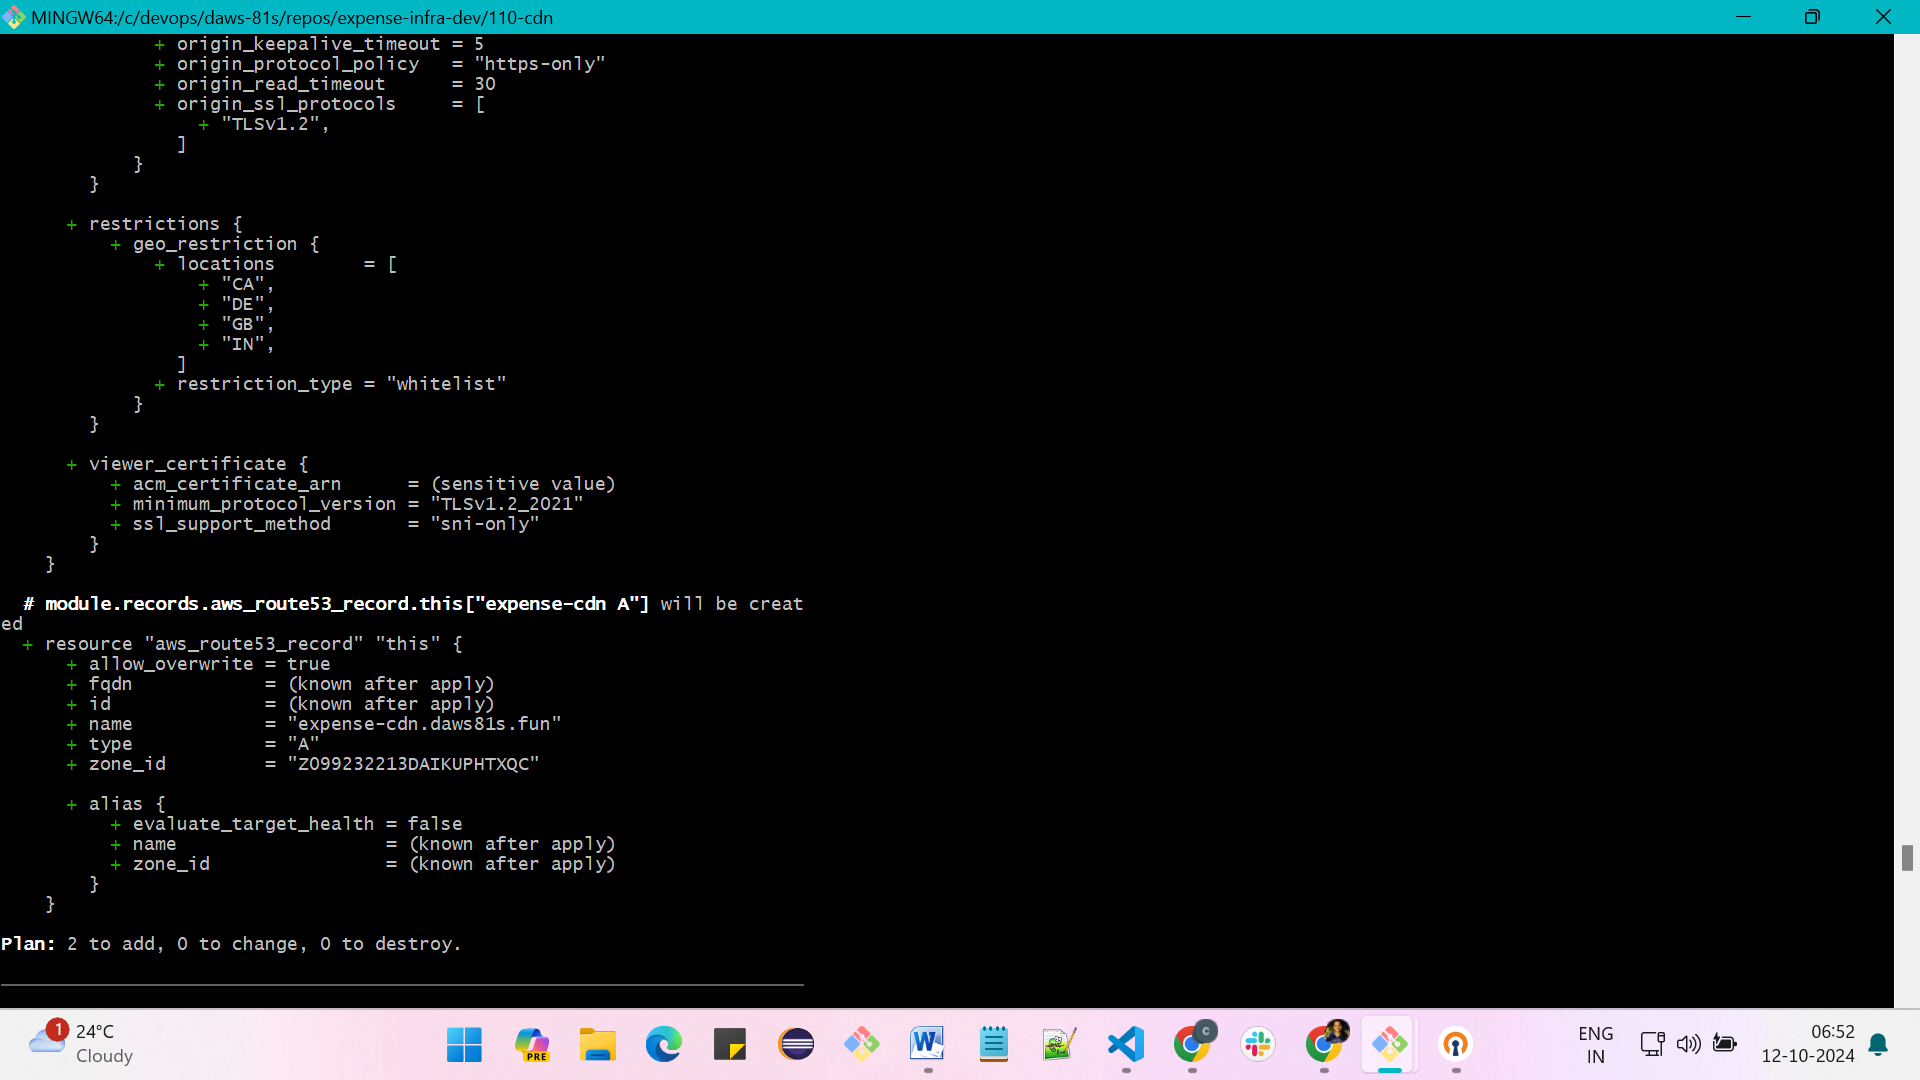 MINGW64:/c/devops/daws-81s/repos/expense-infra-dev/110-cdn
+ origin_keepalive_timeout = 5
+ origin_protocol_policy   = "https-only"
+ origin_read_timeout      = 30
+ origin_ssl_protocols     = [
+ "TLSv1.2",
]
}
}
+ restrictions {
+ geo_restriction {
+ locations        = [
+ "CA",
+ "DE",
+ "GB",
+ "IN",
]
+ restriction_type = "whitelist"
}
}
+ viewer_certificate {
+ acm_certificate_arn      = (sensitive value)
+ minimum_protocol_version = "TLSv1.2_2021"
+ ssl_support_method       = "sni-only"
}
}
# module.records.aws_route53_record.this["expense-cdn A"] will be creat
ed
+ resource "aws_route53_record" "this" {
+ allow_overwrite = true
+ fqdn            = (known after apply)
+ id              = (known after apply)
+ name            = "expense-cdn.daws81s.fun"
+ type            = "A"
+ zone_id         = "Z099232213DAIKUPHTXQC"
+ alias {
+ evaluate_target_health = false
+ name                   = (known after apply)
+ zone_id                = (known after apply)
}
}
Plan: 2 to add, 0 to change, 0 to destroy.
1
24°C
Cloudy
PRE
C
ENG
IN
06:52
12-10-2024